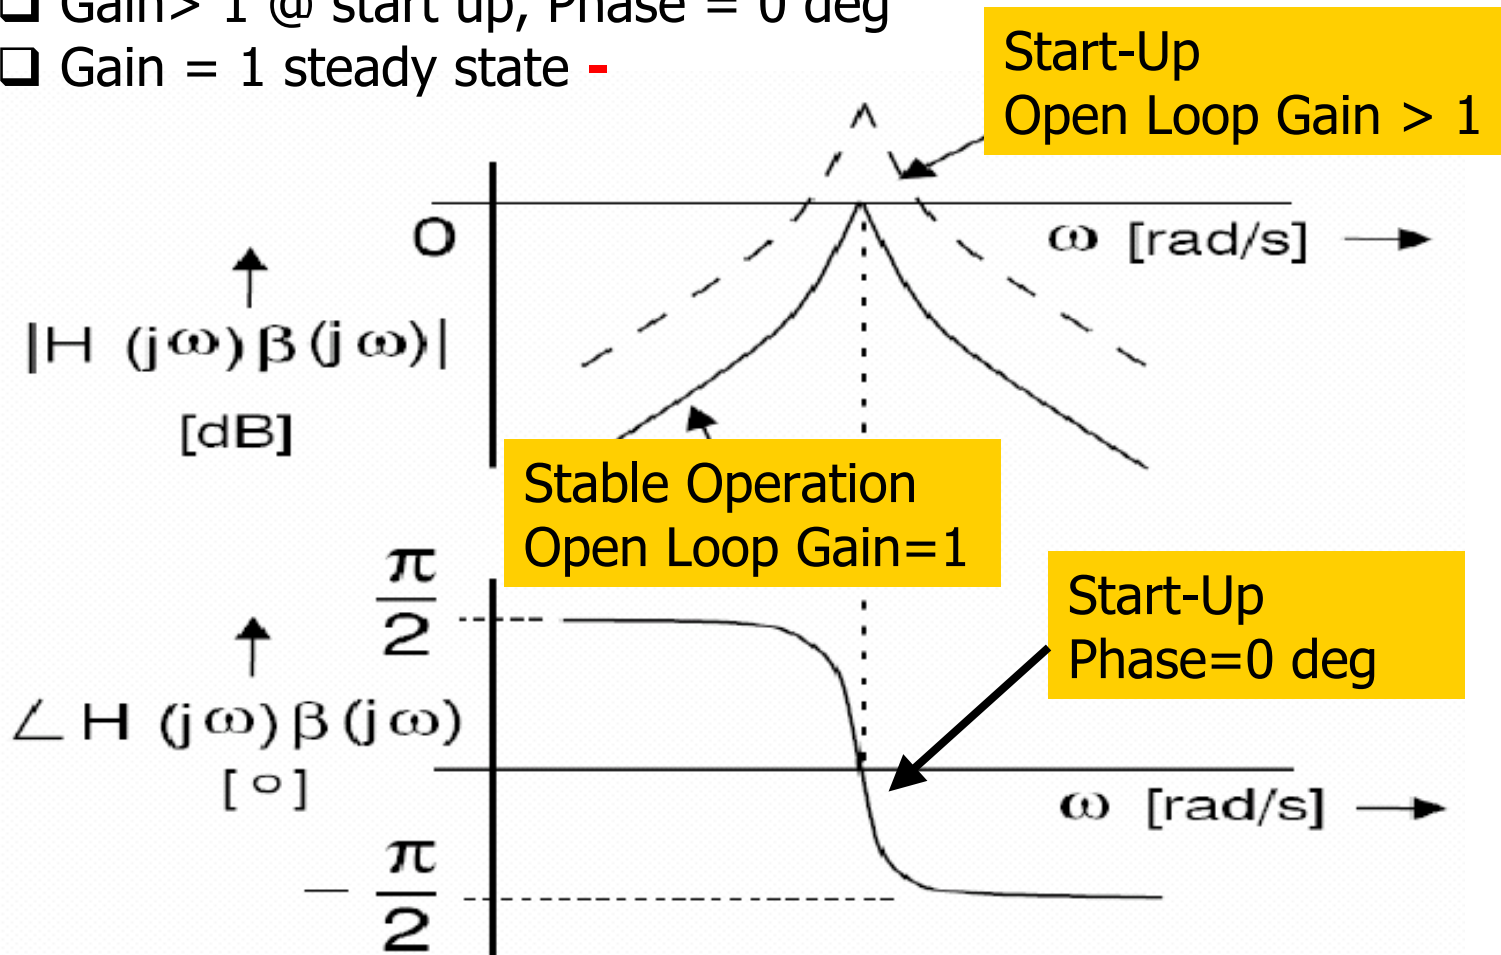 ❑ Gain> 1 @ start up, Phase = 0 deg
❑ Gain = 1 steady state -
Start-Up
Open Loop Gain > 1
0
ω [rad/s]
|H (jω) β (jω)|
[dB]
Stable Operation
Open Loop Gain=1
π
2
Start-Up
Phase=0 deg
∠ H (jω) β (jω)
[ º ]
ω [rad/s]
− π
2